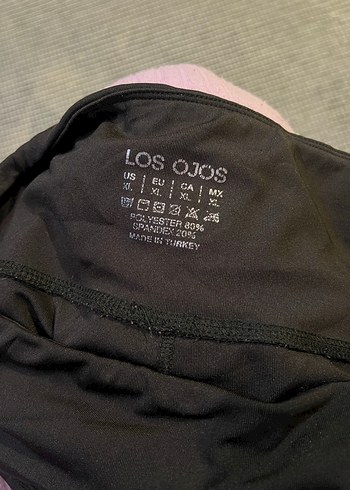 LOS OJOS
US | EU | CA | MX
XL | XL | XL | XL
POLYESTER 80%
SPANDEX 20%
MADE IN TURKEY